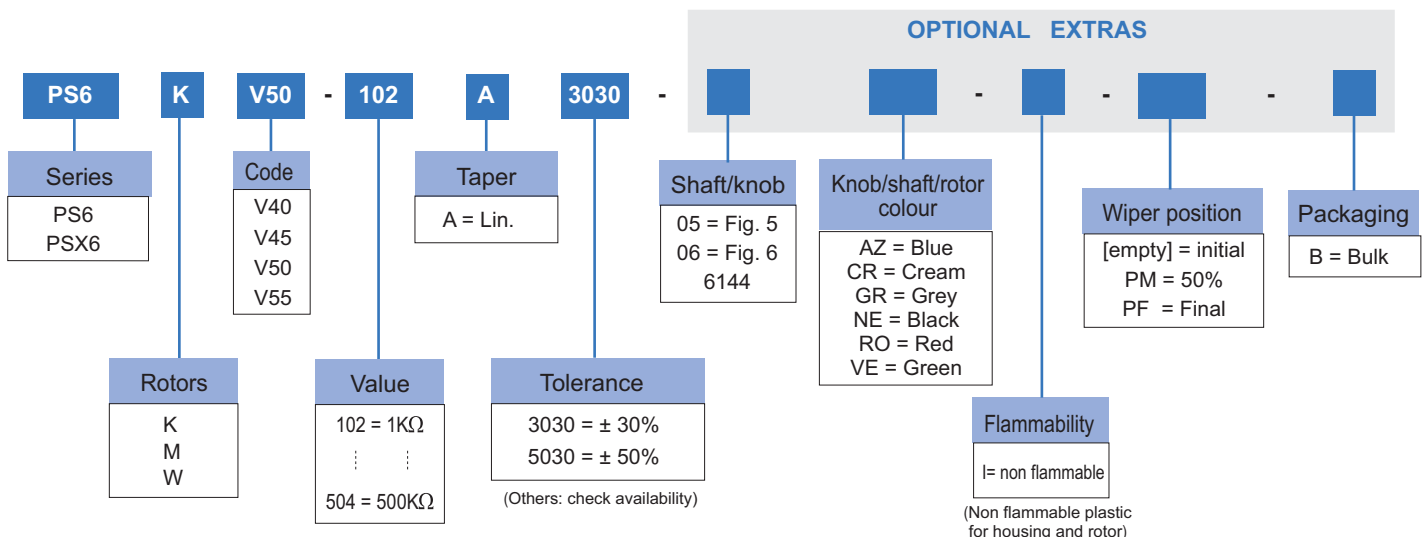 OPTIONAL EXTRAS
PS6 K V50 - 102 A 3030 - - - -
Series
PS6
PSX6
Code
V40
V45
V50
V55
Taper
A = Lin.
Shaft/knob
05 = Fig. 5
06 = Fig. 6
6144
Knob/shaft/rotor
colour
AZ = Blue
CR = Cream
GR = Grey
NE = Black
RO = Red
VE = Green
Wiper position
[empty] = initial
PM = 50%
PF = Final
Packaging
B = Bulk
Rotors
K
M
W
Value
102 = 1KΩ
504 = 500KΩ
Tolerance
3030 = ± 30%
5030 = ± 50%
(Others: check availability)
Flammability
I= non flammable
(Non flammable plastic
for housing and rotor)